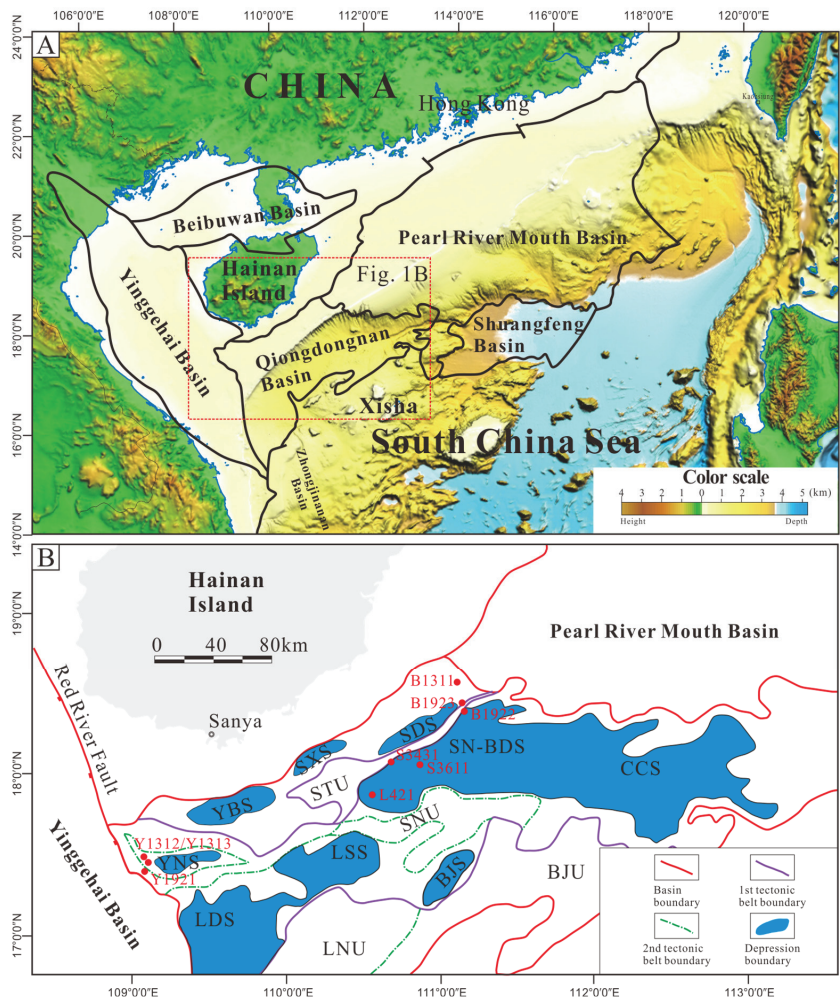 106°0'0"E 108°0'0"E 110°0'0"E 112°0'0"E 114°0'0"E 116°0'0"E 118°0'0"E 120°0'0"E
A
24°0'0"N
22°0'0"N
20°0'0"N
18°0'0"N
16°0'0"N
14°0'0"N
CHINA
Hong Kong
Kaohsiung
Beibuwan Basin
Pearl River Mouth Basin
Hainan
Island
Fig. 1B
Yinggehai Basin
Qiongdongnan
Basin
Shuangfeng
Basin
Xisha
South China Sea
Zhongjiannan
Basin
Color scale
4 3 2 1 0 1 2 3 4 5 (km)
Height Depth
B
19°0'0"N
18°0'0"N
17°0'0"N
Hainan
Island
0 40 80km
Pearl River Mouth Basin
Red River Fault
Sanya
B1311
B1923
B1922
SDS
SN-BDS
SXS
S3431
S3611
CCS
STU
YBS
L421
SNU
Y1312/Y1313
YNS
Y1921
LSS
BJS
BJU
Yinggehai Basin
LDS
LNU
Basin
boundary
1st tectonic
belt boundary
2nd tectonic
belt boundary
Depression
boundary
109°0'0"E 110°0'0"E 111°0'0"E 112°0'0"E 113°0'0"E